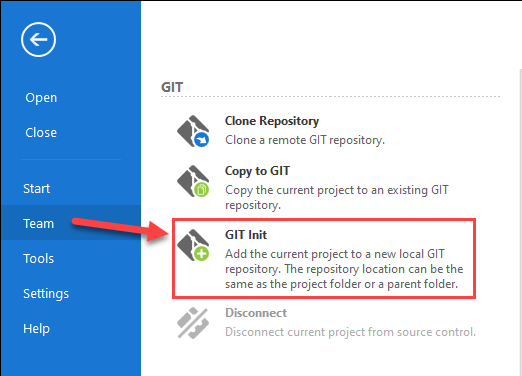 Open
Close
Start
Team
Tools
Settings
Help
GIT
Clone Repository
Clone a remote GIT repository.
Copy to GIT
Copy the current project to an existing GIT
repository.
GIT Init
Add the current project to a new local GIT
repository. The repository location can be the
same as the project folder or a parent folder.
Disconnect
Disconnect current project from source control.